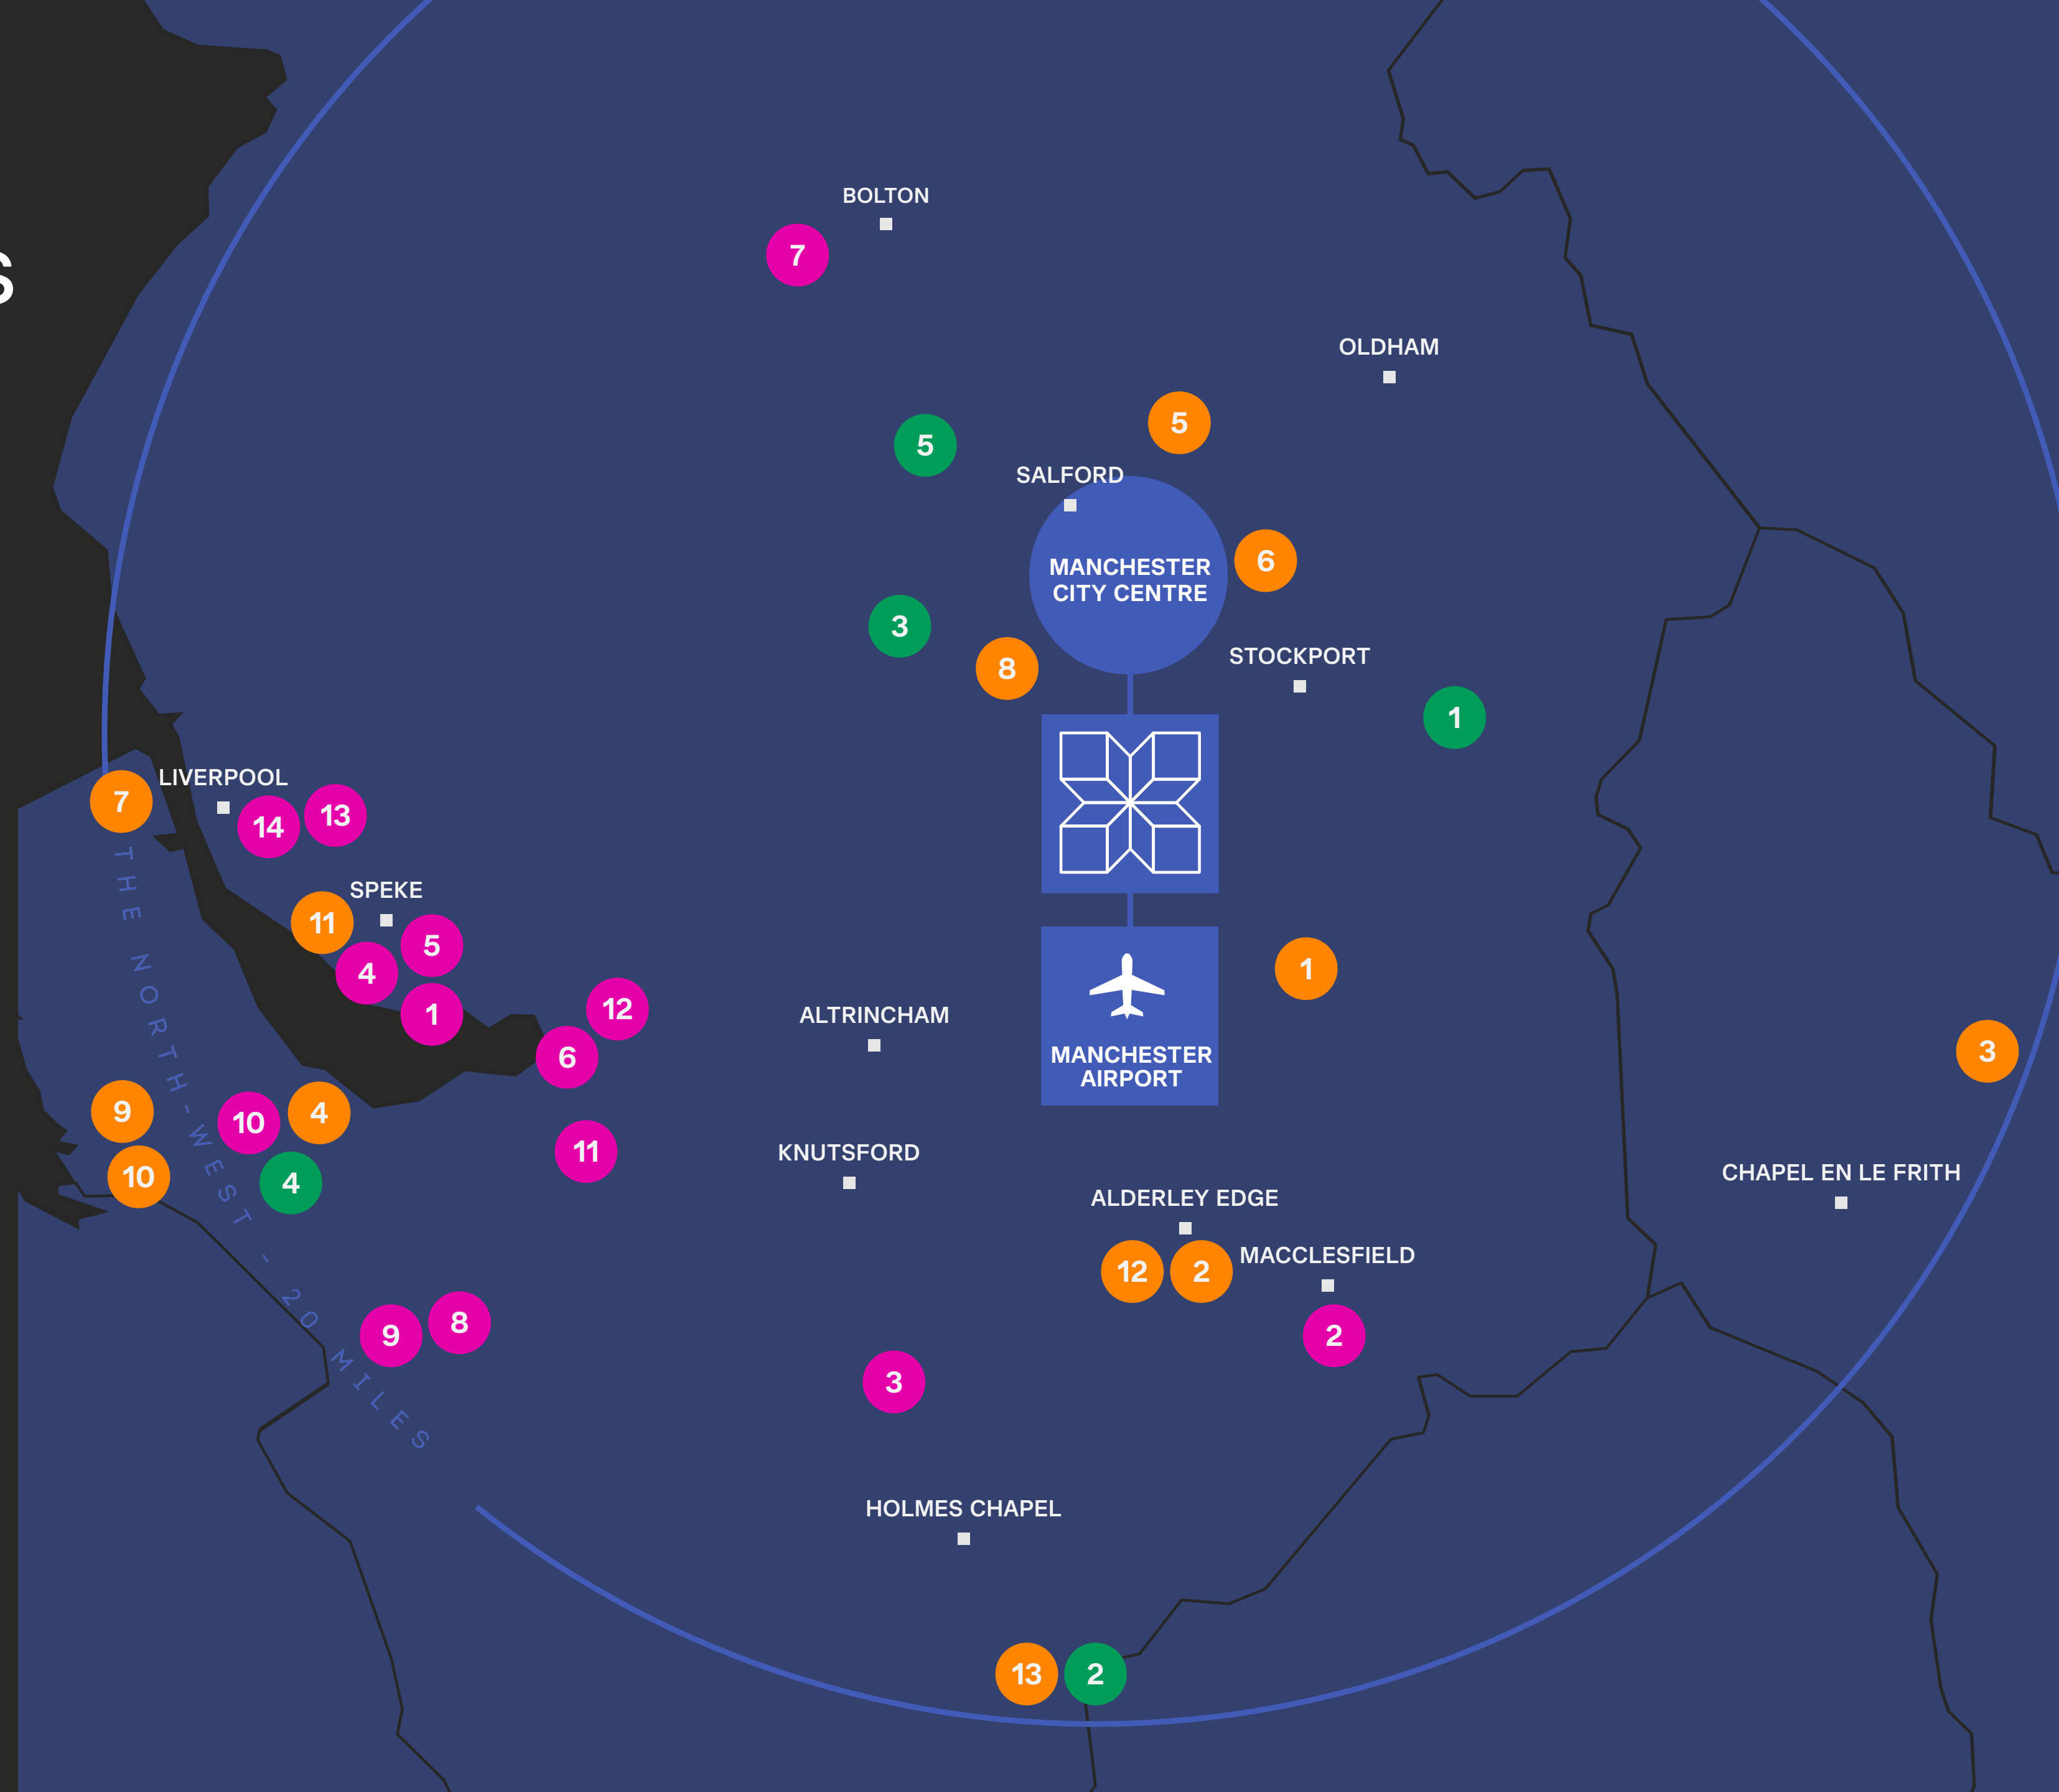 BOLTON
7
S
OLDHAM
5
5
SALFORD
MANCHESTER
CITY CENTRE
6
3
8
STOCKPORT
1
LIVERPOOL
7
14
13
SPEKE
11
5
4
1
12
6
ALTRINCHAM
1
MANCHESTER
AIRPORT
3
9
10
4
10
4
11
KNUTSFORD
CHAPEL EN LE FRITH
ALDERLEY EDGE
12
2
MACCLESFIELD
2
THE NORTH-WEST - 20 MILES
9
8
3
HOLMES CHAPEL
13
2